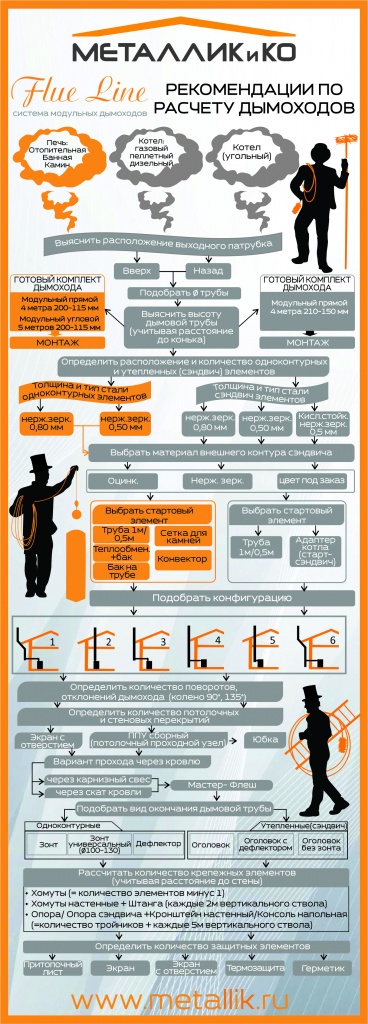 МЕТАЛЛИК и КО
Flue Line
система модульных дымоходов
РЕКОМЕНДАЦИИ ПО
РАСЧЕТУ ДЫМОХОДОВ
Печь:
Отопительная
Банная
Камин
Котел:
газовый
пеллетный
дизельный
Котел
(угольный)
Выяснить расположение выходного патрубка
Вверх
Назад
Подобрать Ø трубы
ГОТОВЫЙ КОМПЛЕКТ
ДЫМОХОДА
Модульный прямой
4 метра 200-115 мм
Модульный угловой
5 метров 200-115 мм
МОНТАЖ
Выяснить высоту
дымовой трубы
(учитывая расстояние
до конька)
ГОТОВЫЙ КОМПЛЕКТ
ДЫМОХОДА
Модульный прямой
4 метра 210-150 мм
МОНТАЖ
Определить расположение и количество одноконтурных
и утепленных (сэндвич) элементов
Толщина и тип стали
одноконтурных элементов
Толщина и тип стали
сэндвич элементов
нерж.зерк.
0,80 мм
нерж.зерк.
0,50 мм
нерж.зерк.
0,80 мм
нерж.зерк.
0,50 мм
Кисл.стойк.
нерж.зерк.
0,5 мм
Выбрать материал внешнего контура сэндвича
Оцинк.
Нерж. зерк.
цвет под заказ
Выбрать стартовый
элемент
Труба 1м/
0,5м
Теплообмен.
+бак
Бак на
трубе
Сетка для
камней
Конвектор
Выбрать стартовый
элемент
Труба
1м/0,5м
Адаптер
котла
(старт-
сэндвич)
Подобрать конфигурацию
1 2 3 4 5 6
Определить количество поворотов,
отклонений дымохода (колено 90°, 135°)
Определить количество потолочных
и стеновых перекрытий
Экран с
отверстием
ППУ сборный
(потолочный проходной узел)
Юбка
Вариант прохода через кровлю
через карнизный свес
через скат кровли
Мастер- Флеш
Подобрать вид окончания дымовой трубы
Одноконтурные
Утепленные(сэндвич)
Зонт
Зонт
универсальный
(Ø100-130)
Дефлектор
Оголовок
Оголовок с
дефлектором
Оголовок
без зонта
Рассчитать количество крепежных элементов
(учитывая расстояние до стены)
• Хомуты (= количество элементов минус 1)
• Хомуты настенные + Штанга (каждые 2м вертикального ствола)
• Опора/ Опора сэндвича +Кронштейн настенный/Консоль напольная
(=количество тройников + каждые 5м вертикального ствола)
Определить количество защитных элементов
Притопочный
лист
Экран
Экран
с отверстием
Термозащита
Герметик
www.metallik.ru